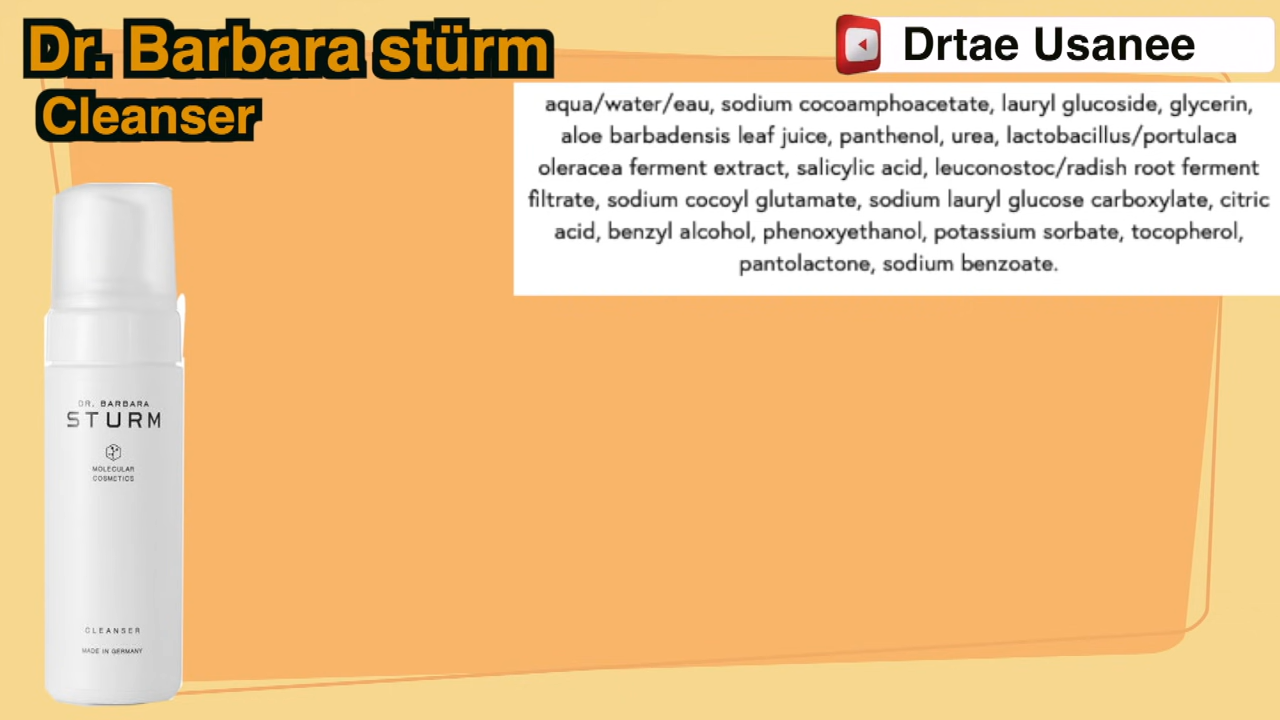 Dr. Barbara stürm
Cleanser
Drtae Usanee
aqua/water/eau, sodium cocoamphoacetate, lauryl glucoside, glycerin,
aloe barbadensis leaf juice, panthenol, urea, lactobacillus/portulaca
oleracea ferment extract, salicylic acid, leuconostoc/radish root ferment
filtrate, sodium cocoyl glutamate, sodium lauryl glucose carboxylate, citric
acid, benzyl alcohol, phenoxyethanol, potassium sorbate, tocopherol,
pantolactone, sodium benzoate.
DR. BARBARA
STURM
MOLECULAR
COSMETICS
CLEANSER
MADE IN GERMANY